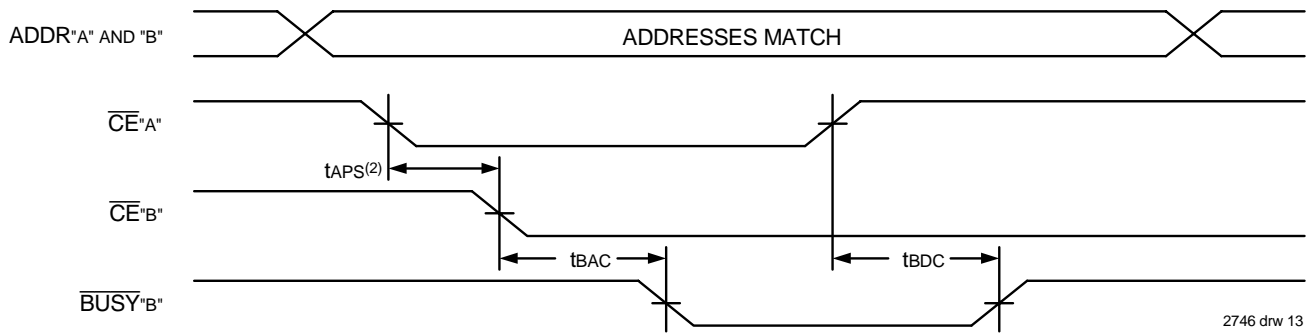 ADDR"A" AND "B"
ADDRESSES MATCH
CE"A"
tAPS(2)
CE"B"
tBAC
tBDC
BUSY"B"
2746 drw 13